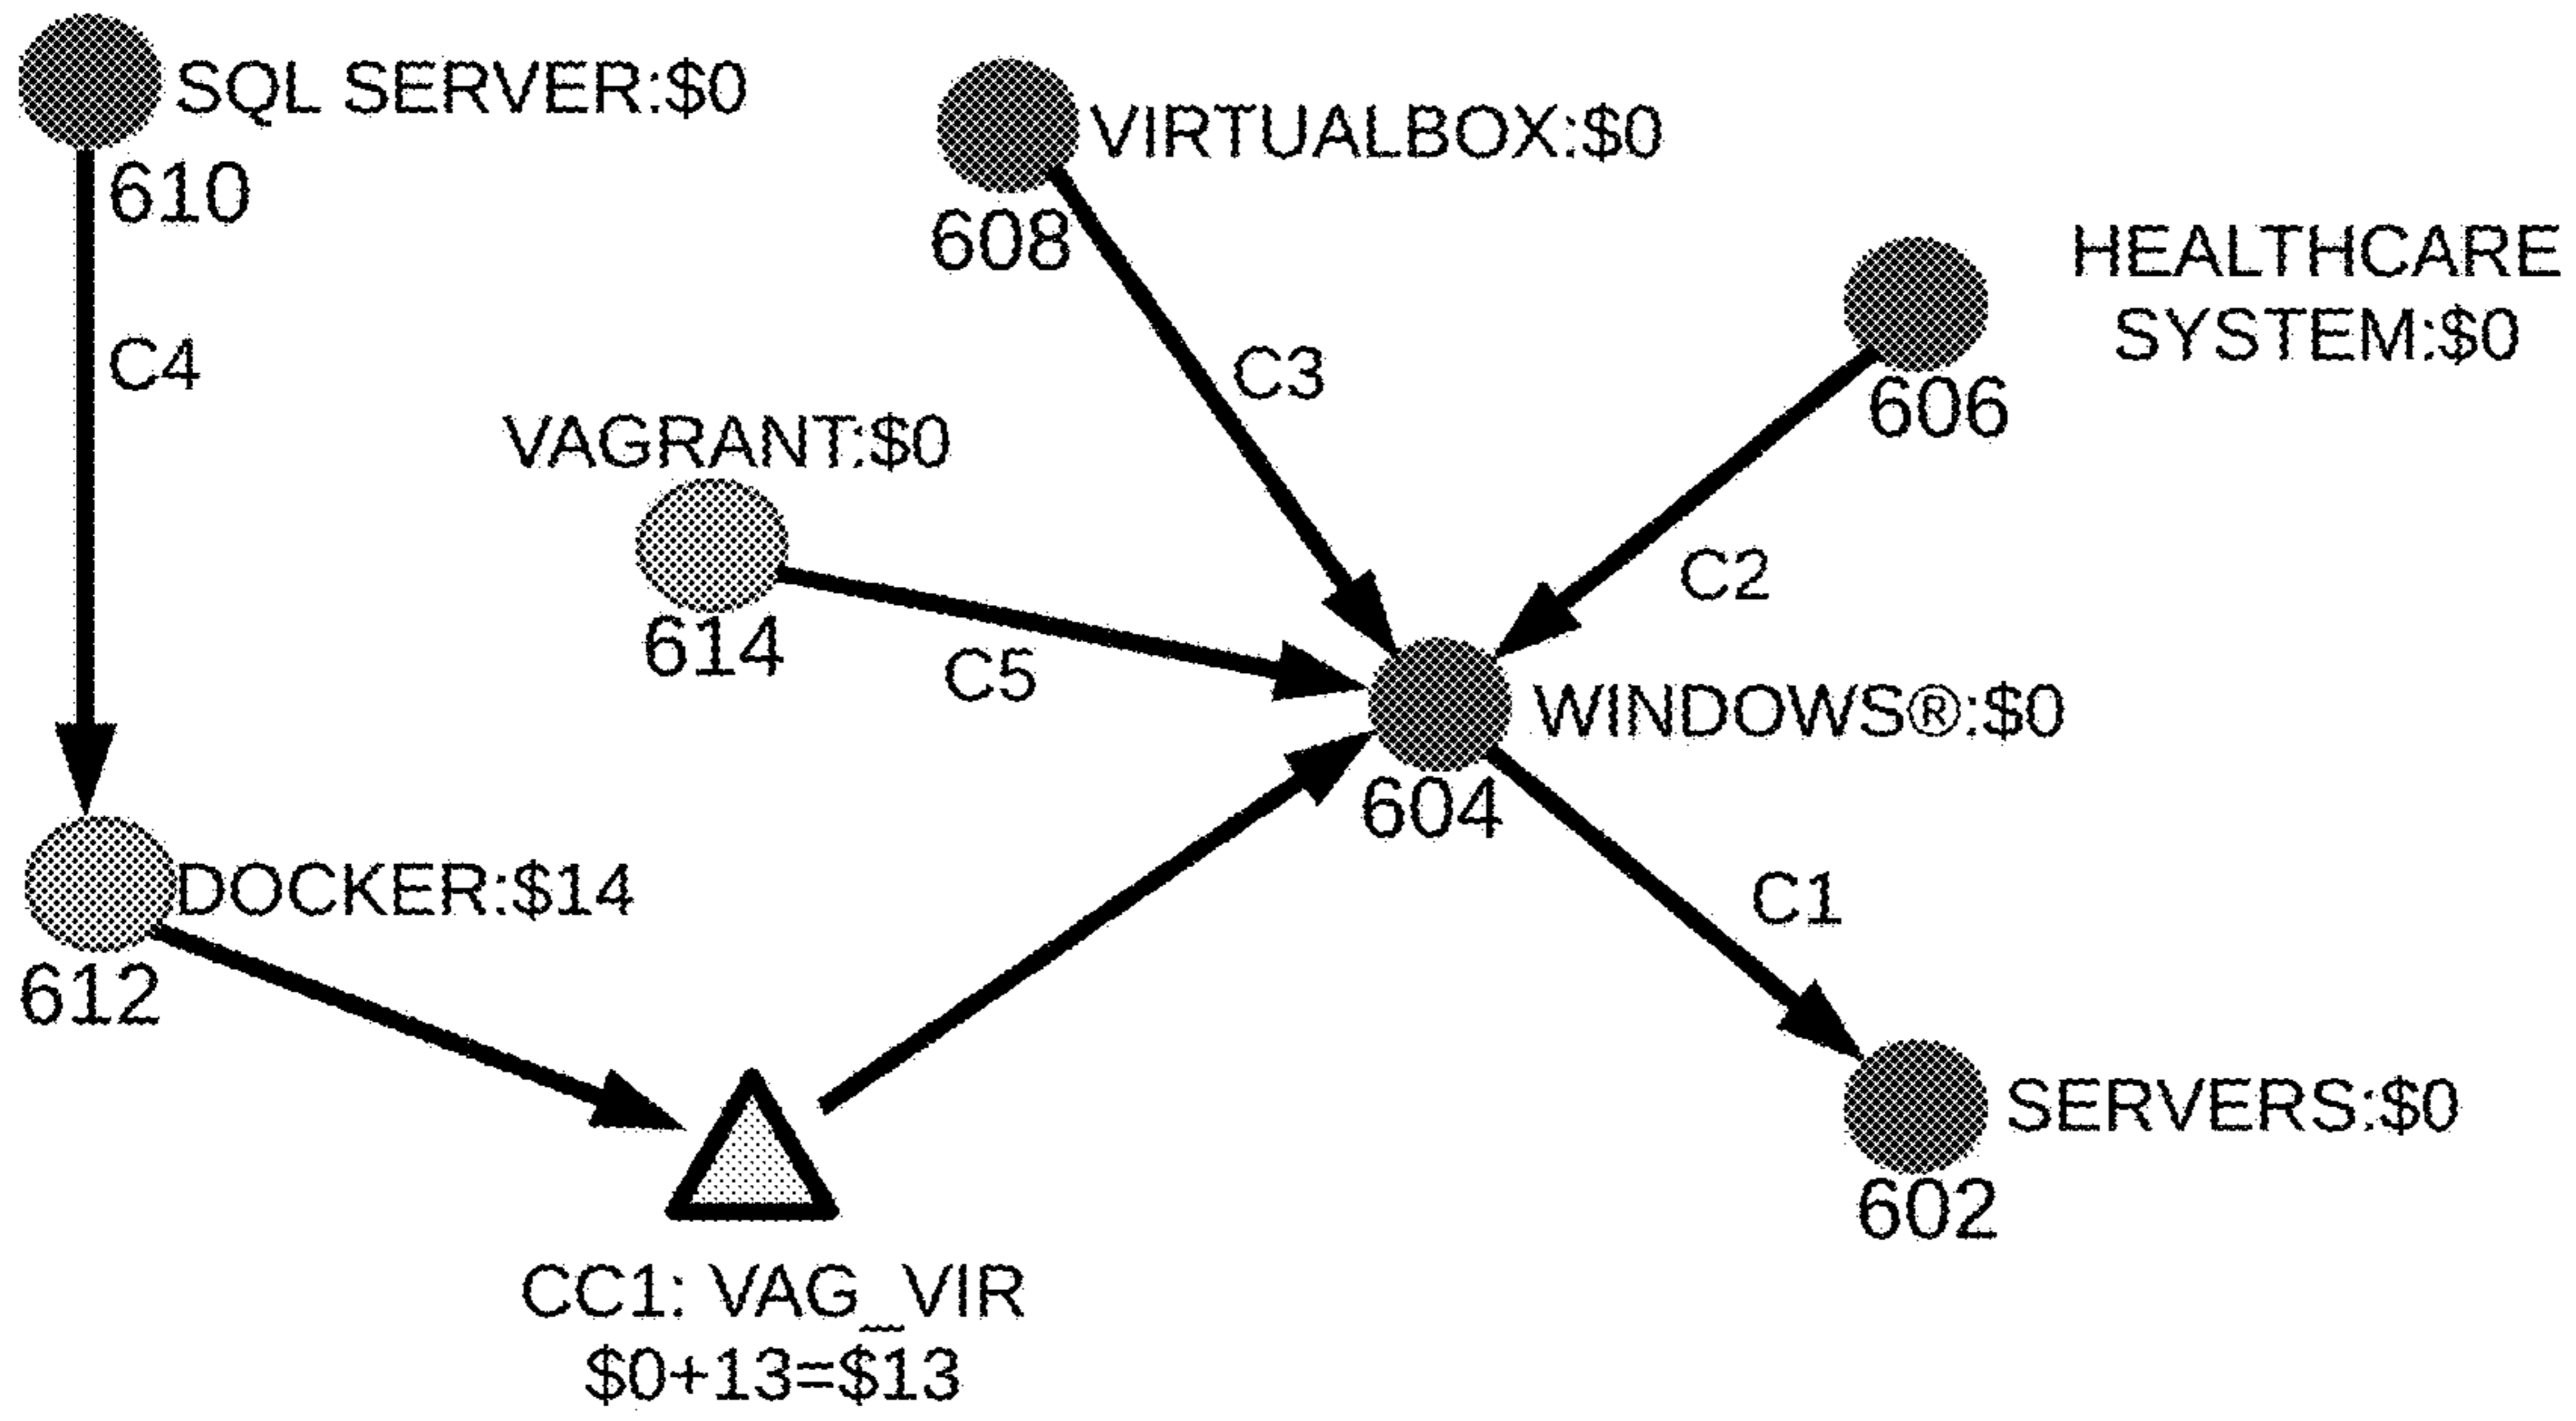 SQL SERVER:$0
610
VIRTUALBOX:$0
608
HEALTHCARE
SYSTEM:$0
606
C4
C3
VAGRANT:$0
614
C5
C2
WINDOWS®:$0
604
DOCKER:$14
612
C1
SERVERS:$0
602
CC1: VAG_VIR
$0+13=$13